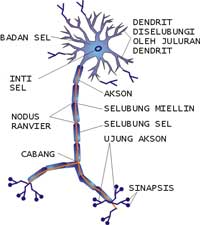 DENDRIT
DISELUBUNGI
OLEH JULURAN
DENDRIT
BADAN SEL
INTI
SEL
AKSON
SELUBUNG MIELLIN
NODUS
RANVIER
SELUBUNG SEL
UJUNG AKSON
CABANG
SINAPSIS